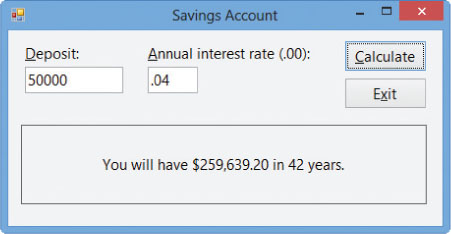 Savings Account
Deposit: Annual interest rate (.00): Calculate
50000 .04
Exit
You will have $259,639.20 in 42 years.